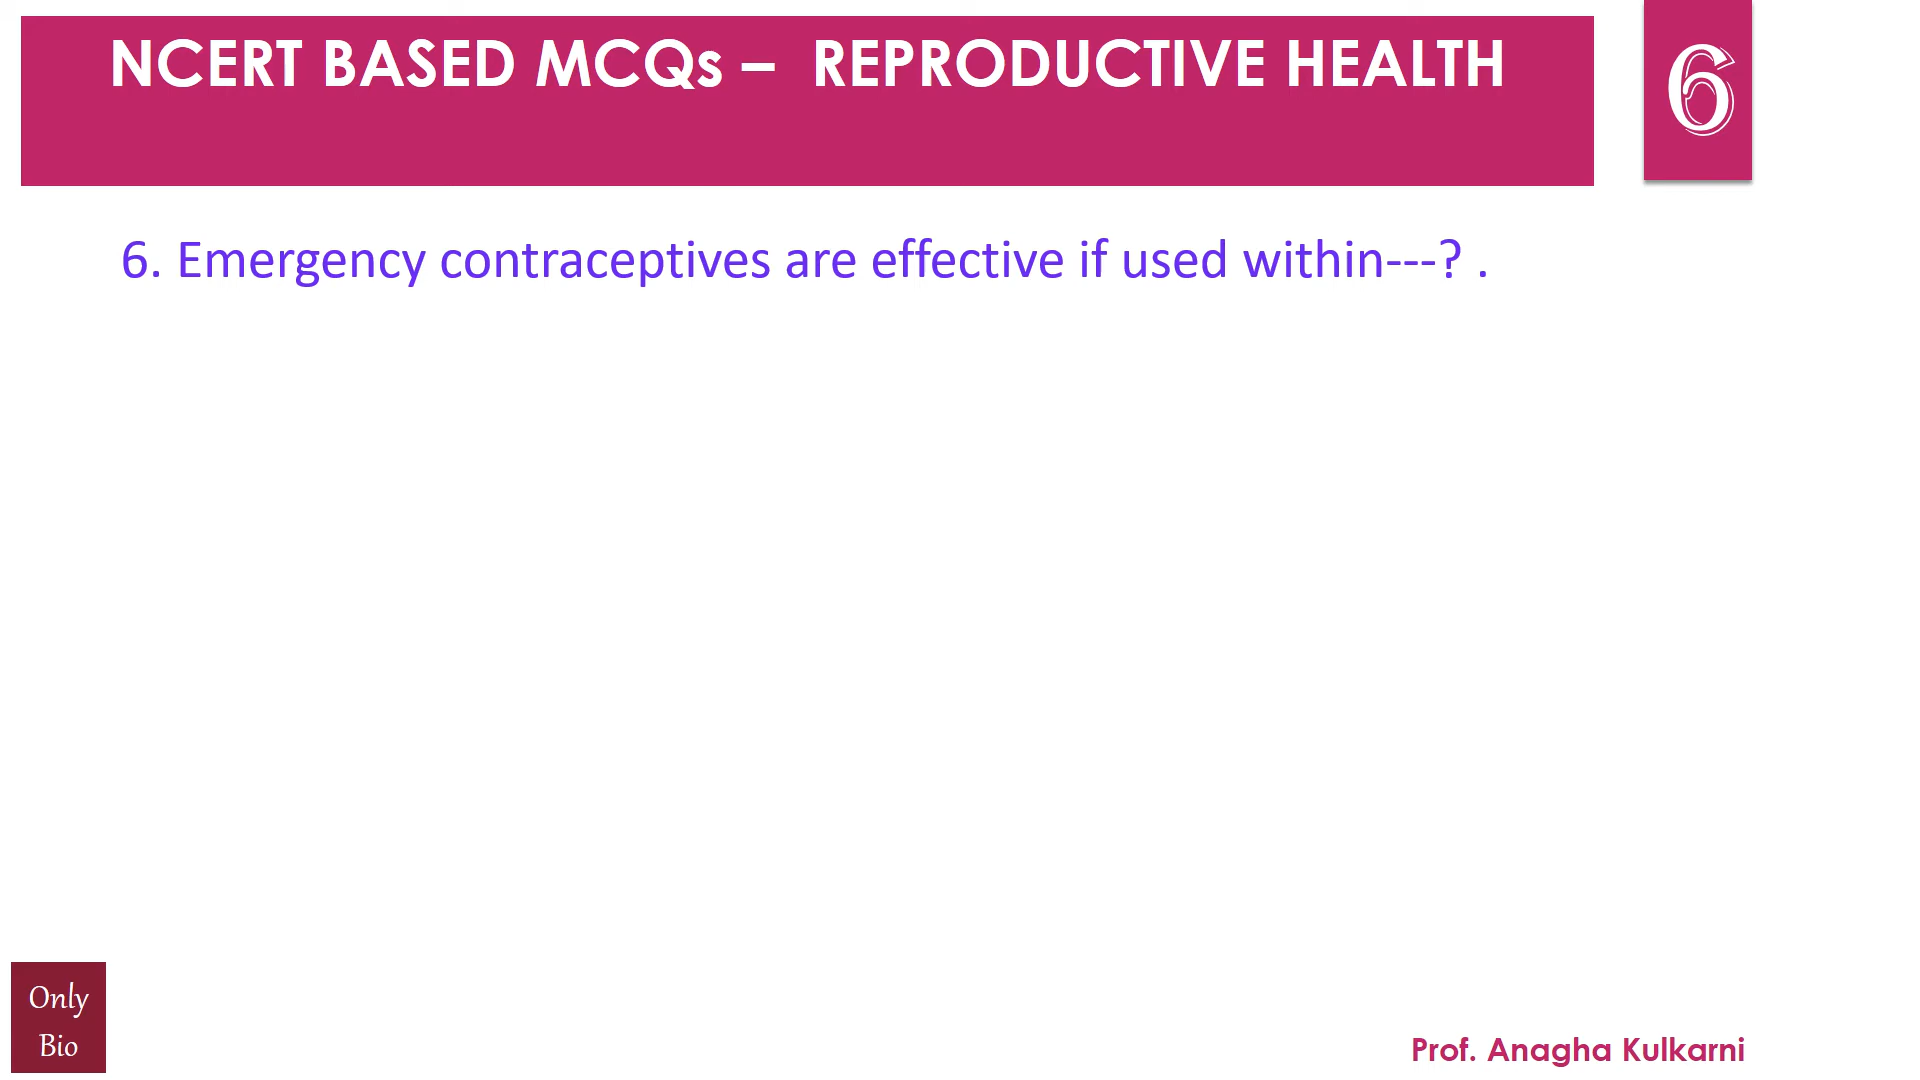 NCERT BASED MCQs – REPRODUCTIVE HEALTH
6
6. Emergency contraceptives are effective if used within---? .
Only
Bio
Prof. Anagha Kulkarni